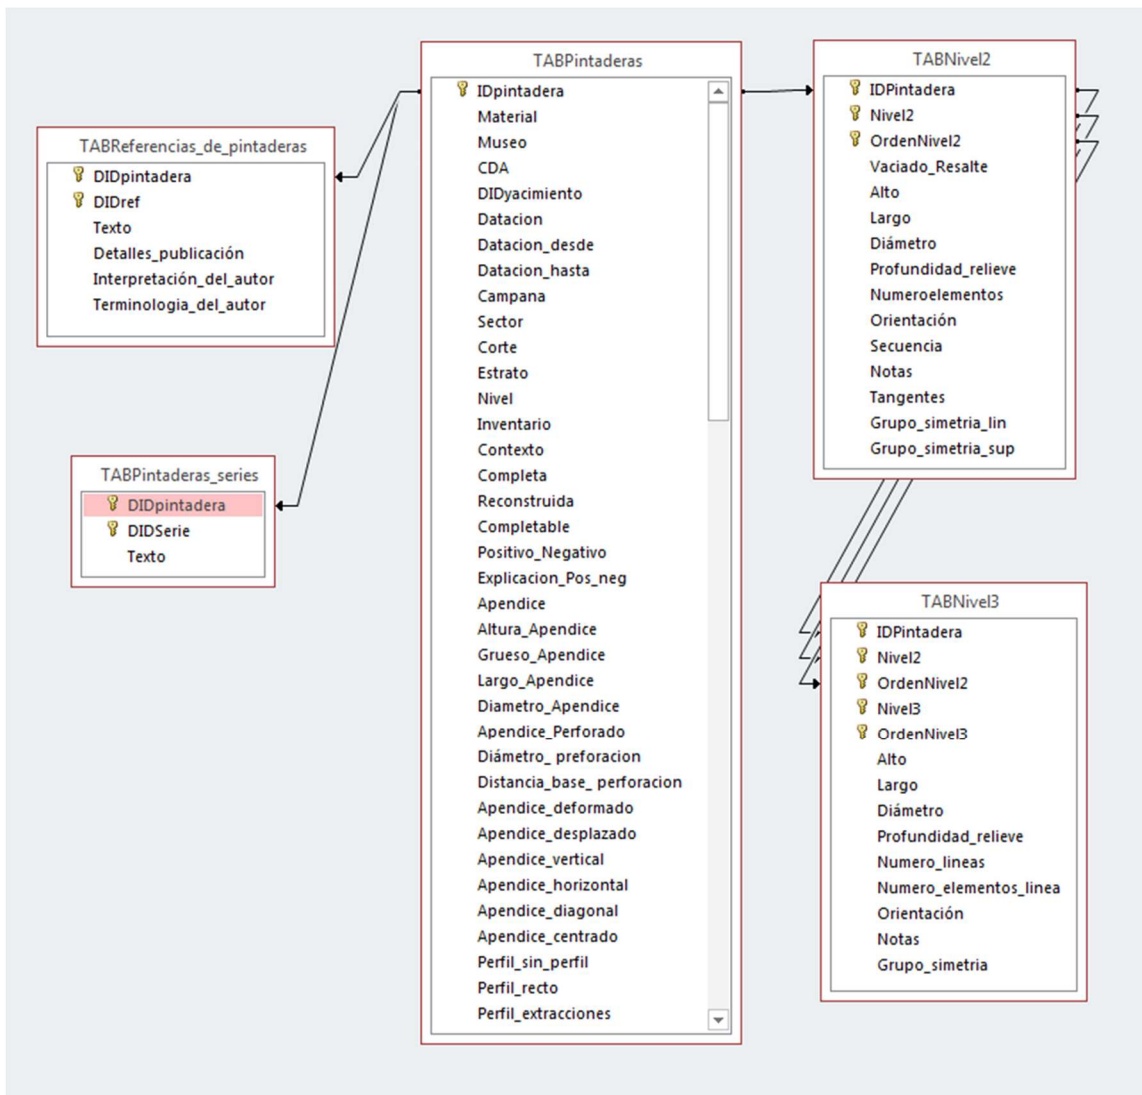 TABReferencias_de_pintaderas
DIDpintadera
DIDref
Texto
Detalles_publicación
Interpretación_del_autor
Terminologia_del_autor
TABPintaderas_series
DIDpintadera
DIDSerie
Texto
TABPintaderas
IDpintadera
Material
Museo
CDA
DIDyacimiento
Datacion
Datacion_desde
Datacion_hasta
Campana
Sector
Corte
Estrato
Nivel
Inventario
Contexto
Completa
Reconstruida
Completable
Positivo_Negativo
Explicacion_Pos_neg
Apendice
Altura_Apendice
Grueso_Apendice
Largo_Apendice
Diametro_Apendice
Apendice_Perforado
Diámetro_ preforacion
Distancia_base_ perforacion
Apendice_deformado
Apendice_desplazado
Apendice_vertical
Apendice_horizontal
Apendice_diagonal
Apendice_centrado
Perfil_sin_perfil
Perfil_recto
Perfil_extracciones
TABNivel2
IDPintadera
Nivel2
OrdenNivel2
Vaciado_Resalte
Alto
Largo
Diámetro
Profundidad_relieve
Numeroelementos
Orientación
Secuencia
Notas
Tangentes
Grupo_simetria_lin
Grupo_simetria_sup
TABNivel3
IDPintadera
Nivel2
OrdenNivel2
Nivel3
OrdenNivel3
Alto
Largo
Diámetro
Profundidad_relieve
Numero_lineas
Numero_elementos_linea
Orientación
Notas
Grupo_simetria